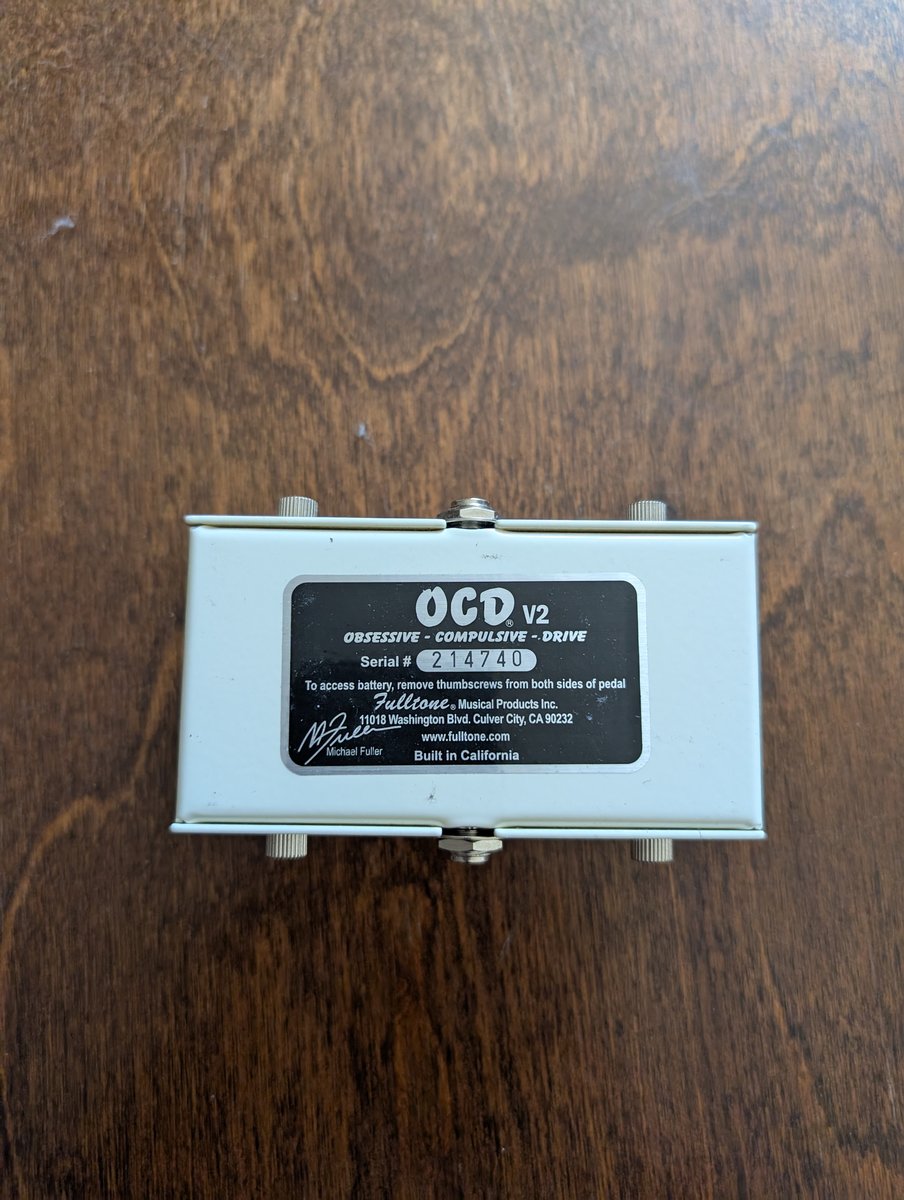 OCD® V2
OBSESSIVE - COMPULSIVE - DRIVE
Serial # 214740
To access battery, remove thumbscrews from both sides of pedal
Fulltone® Musical Products Inc.
11018 Washington Blvd. Culver City, CA 90232
www.fulltone.com
M. Fuller
Michael Fuller
Built in California